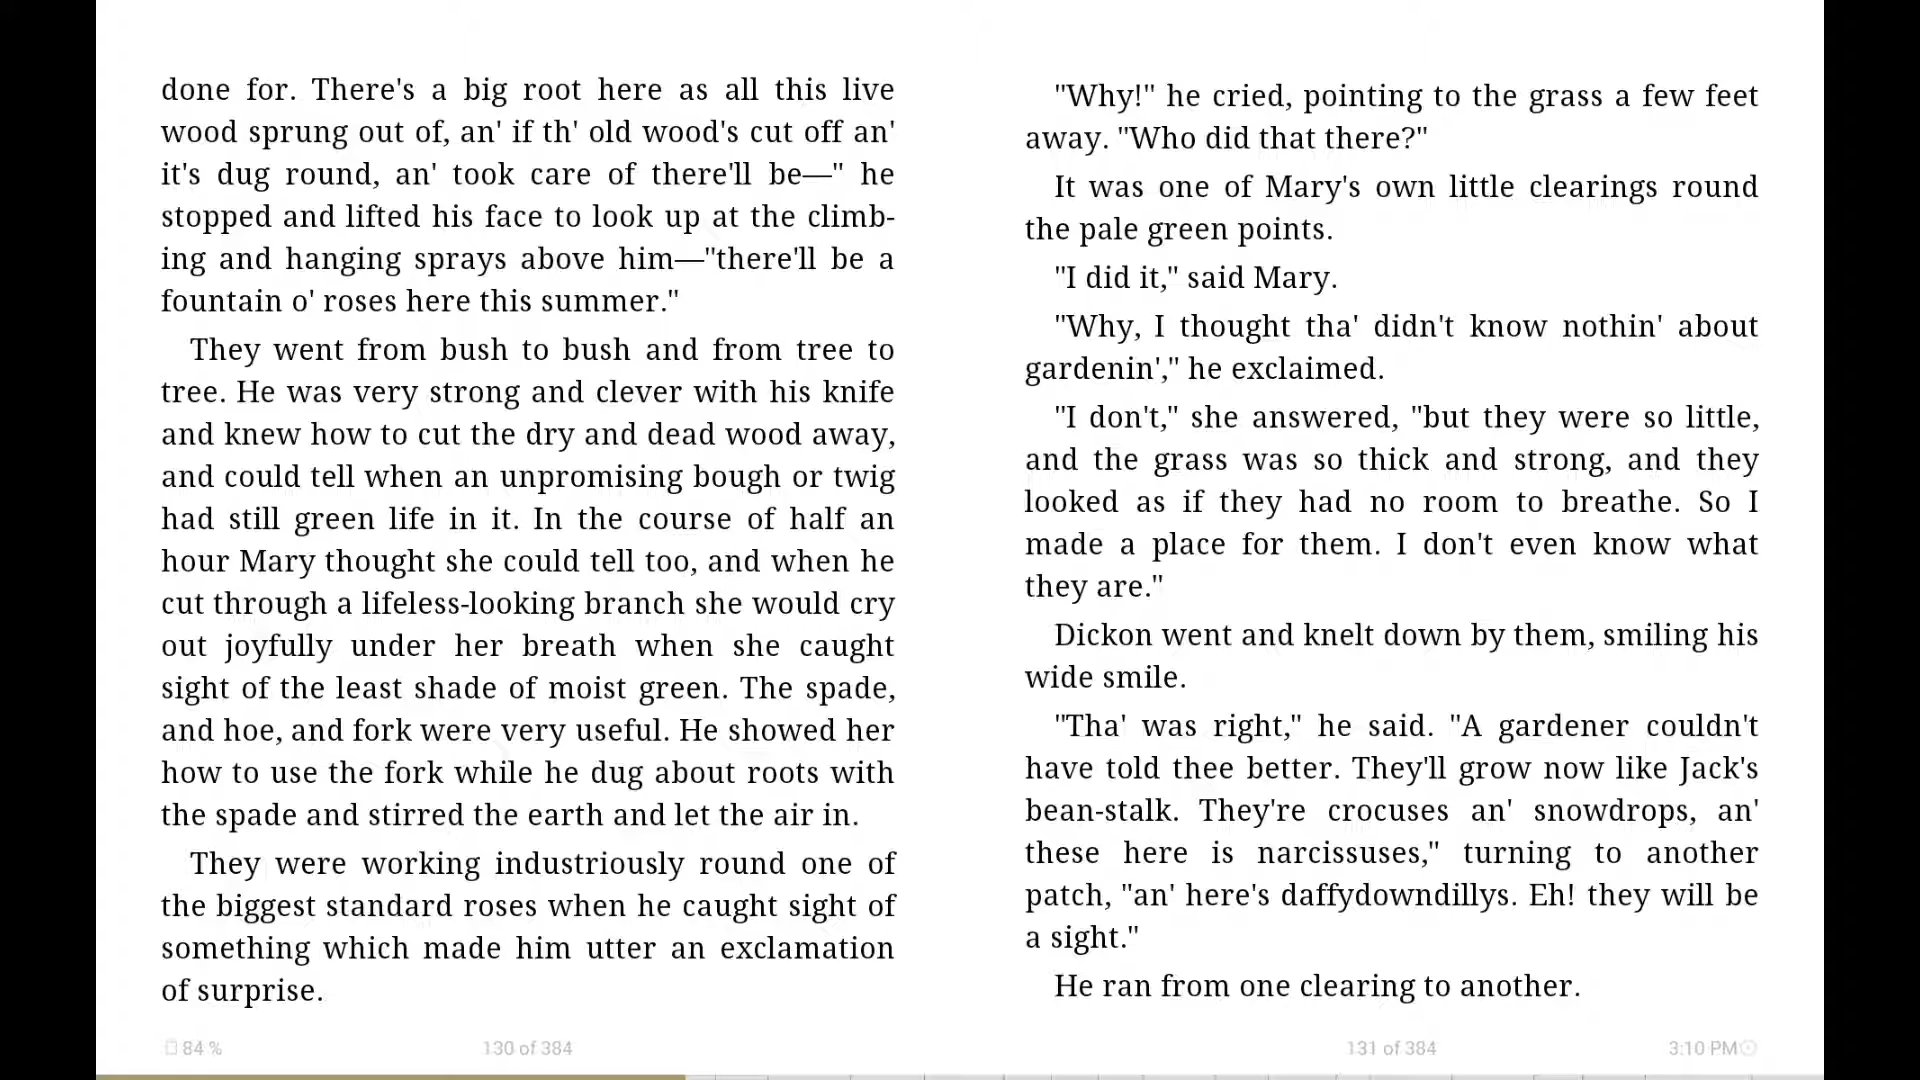 done for. There's a big root here as all this live
wood sprung out of, an' if th' old wood's cut off an'
it's dug round, an' took care of there'll be—" he
stopped and lifted his face to look up at the climb-
ing and hanging sprays above him—"there'll be a
fountain o' roses here this summer."
They went from bush to bush and from tree to
tree. He was very strong and clever with his knife
and knew how to cut the dry and dead wood away,
and could tell when an unpromising bough or twig
had still green life in it. In the course of half an
hour Mary thought she could tell too, and when he
cut through a lifeless-looking branch she would cry
out joyfully under her breath when she caught
sight of the least shade of moist green. The spade,
and hoe, and fork were very useful. He showed her
how to use the fork while he dug about roots with
the spade and stirred the earth and let the air in.
They were working industriously round one of
the biggest standard roses when he caught sight of
something which made him utter an exclamation
of surprise.
84 %
130 of 384
"Why!" he cried, pointing to the grass a few feet
away. "Who did that there?"
It was one of Mary's own little clearings round
the pale green points.
"I did it," said Mary.
"Why, I thought tha' didn't know nothin' about
gardenin'," he exclaimed.
"I don't," she answered, "but they were so little,
and the grass was so thick and strong, and they
looked as if they had no room to breathe. So I
made a place for them. I don't even know what
they are."
Dickon went and knelt down by them, smiling his
wide smile.
"Tha' was right," he said. "A gardener couldn't
have told thee better. They'll grow now like Jack's
bean-stalk. They're crocuses an' snowdrops, an'
these here is narcissuses," turning to another
patch, "an' here's daffydowndillys. Eh! they will be
a sight."
He ran from one clearing to another.
131 of 384
3:10 PM